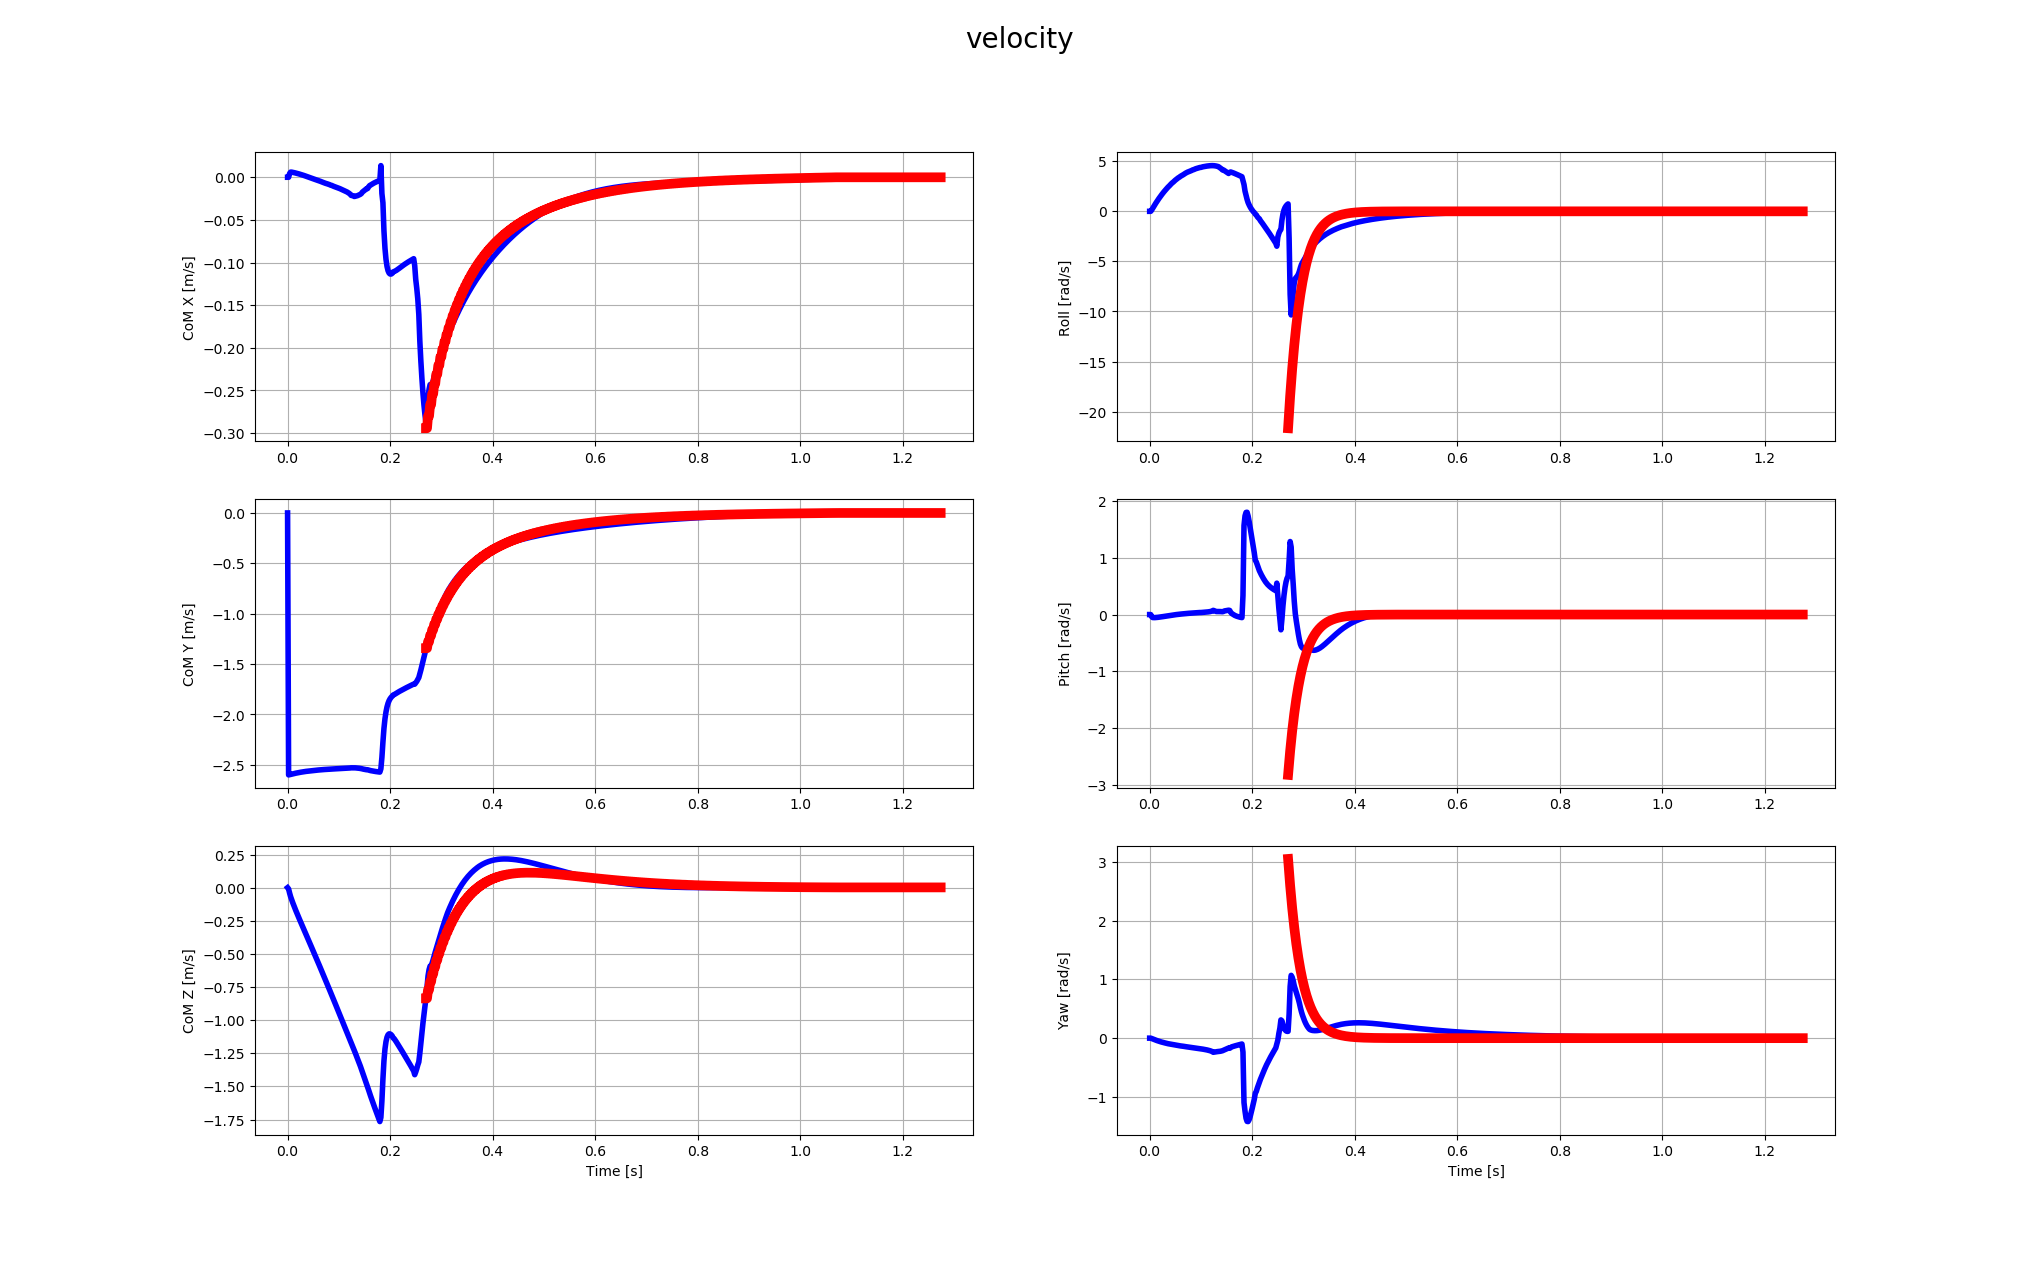 velocity
CoM X [m/s]
0.00
−0.05
−0.10
−0.15
−0.20
−0.25
−0.30
0.0 0.2 0.4 0.6 0.8 1.0 1.2
Roll [rad/s]
5
0
−5
−10
−15
−20
0.0 0.2 0.4 0.6 0.8 1.0 1.2
CoM Y [m/s]
0.0
−0.5
−1.0
−1.5
−2.0
−2.5
0.0 0.2 0.4 0.6 0.8 1.0 1.2
Pitch [rad/s]
2
1
0
−1
−2
−3
0.0 0.2 0.4 0.6 0.8 1.0 1.2
CoM Z [m/s]
0.25
0.00
−0.25
−0.50
−0.75
−1.00
−1.25
−1.50
−1.75
0.0 0.2 0.4 0.6 0.8 1.0 1.2
Time [s]
Yaw [rad/s]
3
2
1
0
−1
0.0 0.2 0.4 0.6 0.8 1.0 1.2
Time [s]